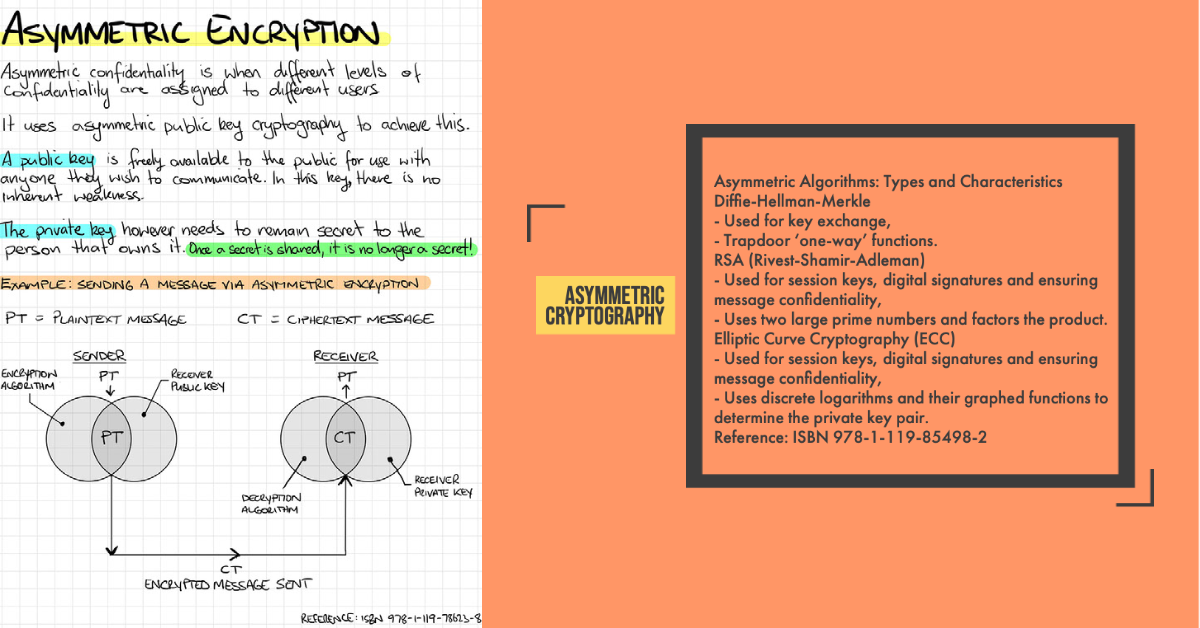 ASYMMETRIC ENCRYPTION
Asymmetric confidentiality is when different levels of
confidentiality are assigned to different users
It uses asymmetric public key cryptography to achieve this.
A public key is freely available to the public for use with
anyone they wish to communicate. In this key, there is no
inherent weakness.
The private key however needs to remain secret to the
person that owns it. Once a secret is shared, it is no longer a secret!
EXAMPLE: SENDING A MESSAGE VIA ASYMMETRIC ENCRYPTION
PT = PLAINTEXT MESSAGE CT = CIPHERTEXT MESSAGE
SENDER
ENCRYPTION
ALGORITHM
PT
RECEIVER
PUBLIC KEY
PT
RECEIVER
PT
CT
DECRYPTION
ALGORITHM
RECEIVER
PRIVATE KEY
CT
ENCRYPTED MESSAGE SENT
REFERENCE: ISBN 978-1-119-78623-8
ASYMMETRIC
CRYPTOGRAPHY
Asymmetric Algorithms: Types and Characteristics
Diffie-Hellman-Merkle
- Used for key exchange,
- Trapdoor ‘one-way’ functions.
RSA (Rivest-Shamir-Adleman)
- Used for session keys, digital signatures and ensuring
message confidentiality,
- Uses two large prime numbers and factors the product.
Elliptic Curve Cryptography (ECC)
- Used for session keys, digital signatures and ensuring
message confidentiality,
- Uses discrete logarithms and their graphed functions to
determine the private key pair.
Reference: ISBN 978-1-119-85498-2